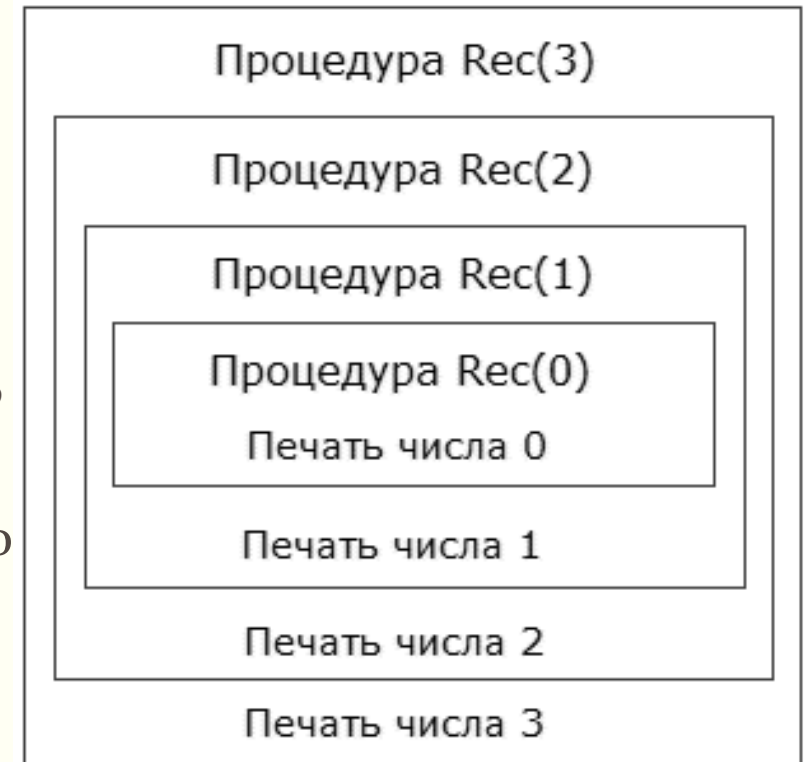 Процедура Rec(3)
Процедура Rec(2)
Процедура Rec(1)
Процедура Rec(0)
Печать числа 0
Печать числа 1
Печать числа 2
Печать числа 3